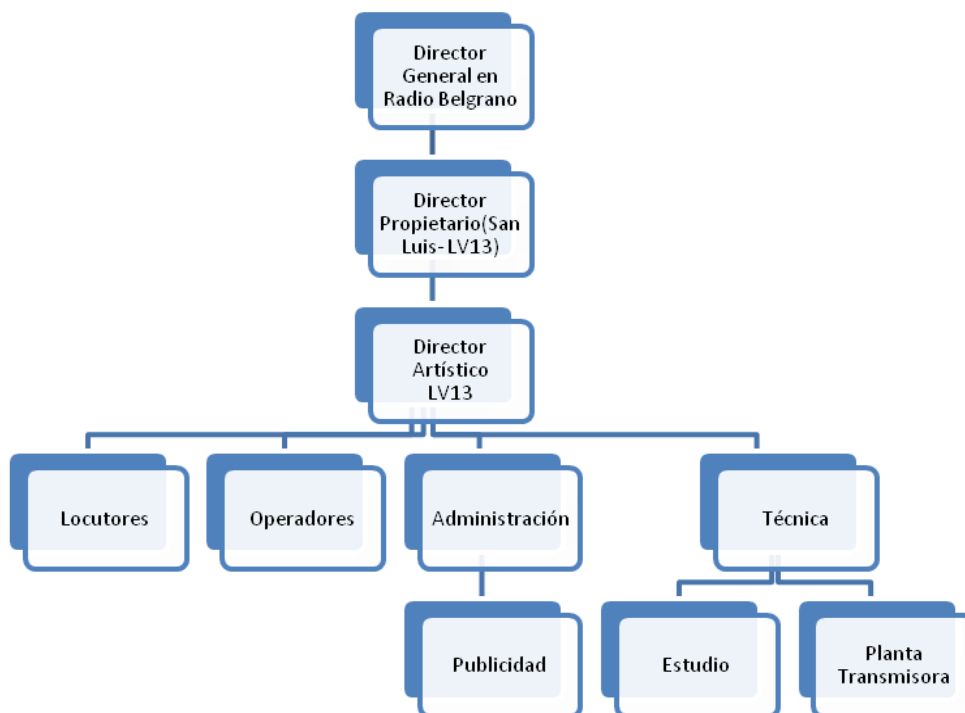 Director
General en
Radio Belgrano
Director
Propietario(San
Luis- LV13)
Director
Artístico
LV13
Locutores
Operadores
Administración
Técnica
Publicidad
Estudio
Planta
Transmisora